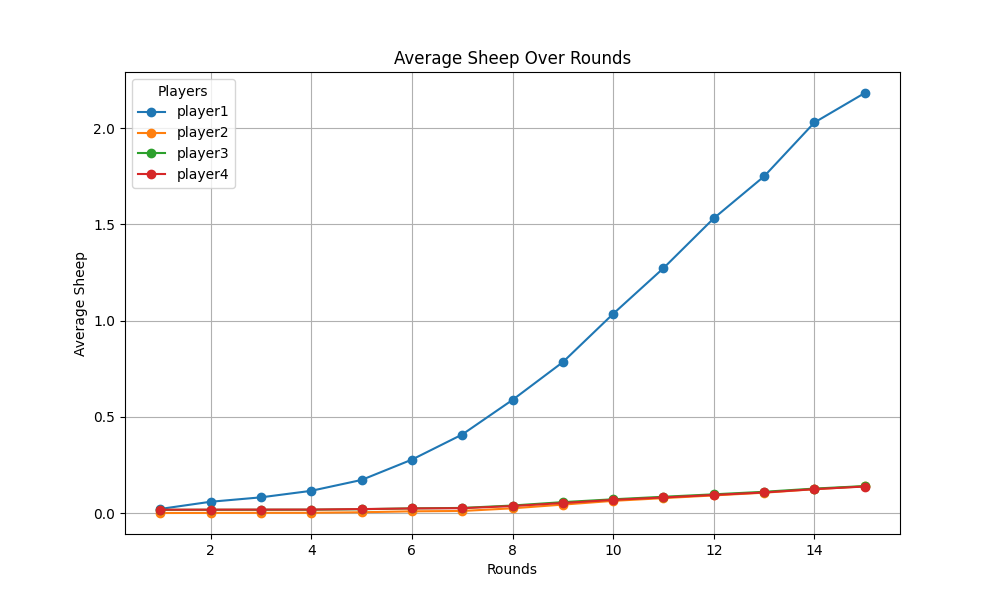 Average Sheep Over Rounds
Players
player1
player2
player3
player4
Average Sheep
2.0
1.5
1.0
0.5
0.0
2 4 6 8 10 12 14
Rounds